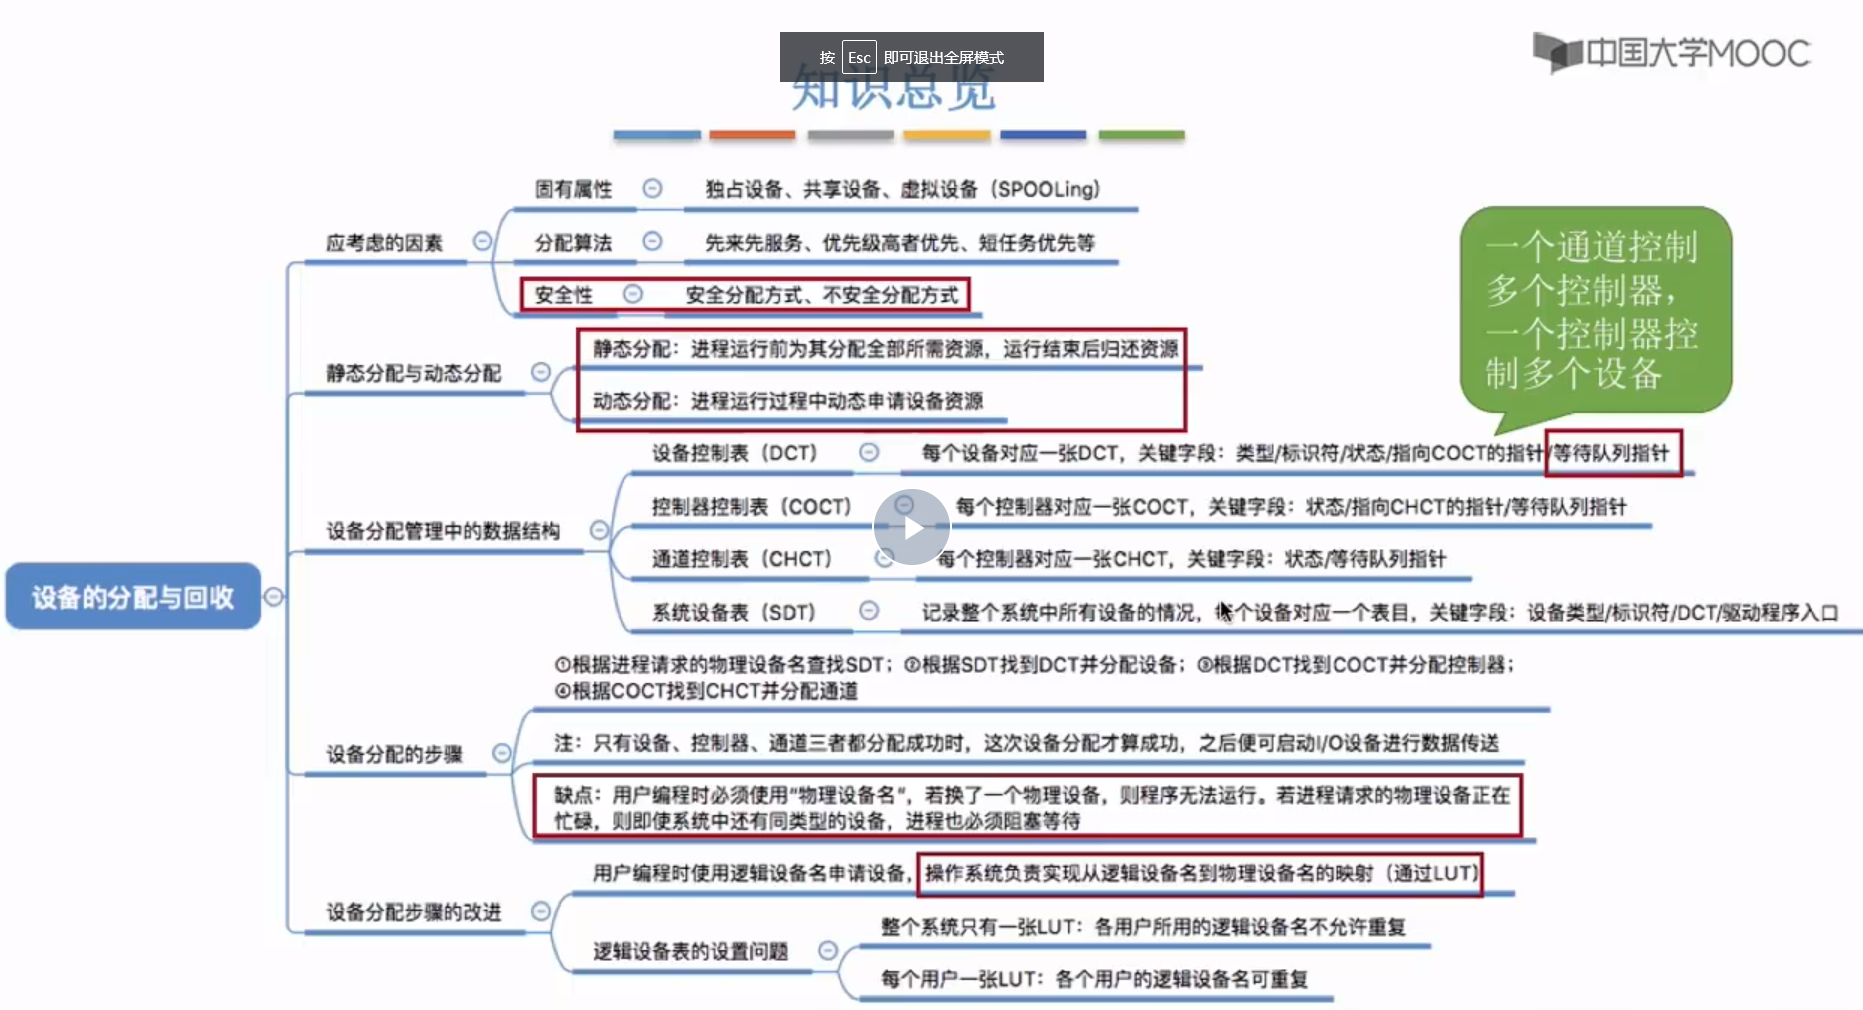 按 Esc 即可退出全屏模式
中国大学MOOC
知识总览
固有属性 独占设备、共享设备、虚拟设备（SPOOLing）
应考虑的因素
分配算法 先来先服务、优先级高者优先、短任务优先等
安全性 安全分配方式、不安全分配方式
一个通道控制
多个控制器，
一个控制器控
制多个设备
静态分配：进程运行前为其分配全部所需资源，运行结束后归还资源
静态分配与动态分配
动态分配：进程运行过程中动态申请设备资源
设备控制表（DCT） 每个设备对应一张DCT，关键字段：类型/标识符/状态/指向COCT的指针/等待队列指针
控制器控制表（COCT） 每个控制器对应一张COCT，关键字段：状态/指向CHCT的指针/等待队列指针
设备分配管理中的数据结构
通道控制表（CHCT） 每个控制器对应一张CHCT，关键字段：状态/等待队列指针
设备的分配与回收
系统设备表（SDT） 记录整个系统中所有设备的情况，每个设备对应一个表目，关键字段：设备类型/标识符/DCT/驱动程序入口
①根据进程请求的物理设备名查找SDT；②根据SDT找到DCT并分配设备；③根据DCT找到COCT并分配控制器；
④根据COCT找到CHCT并分配通道
设备分配的步骤
注：只有设备、控制器、通道三者都分配成功时，这次设备分配才算成功，之后便可启动I/O设备进行数据传送
缺点：用户编程时必须使用“物理设备名”，若换了一个物理设备，则程序无法运行。若进程请求的物理设备正在
忙碌，则即使系统中还有同类型的设备，进程也必须阻塞等待
用户编程时使用逻辑设备名申请设备，操作系统负责实现从逻辑设备名到物理设备名的映射（通过LUT）
设备分配步骤的改进
整个系统只有一张LUT：各用户所用的逻辑设备名不允许重复
逻辑设备表的设置问题
每个用户一张LUT：各个用户的逻辑设备名可重复